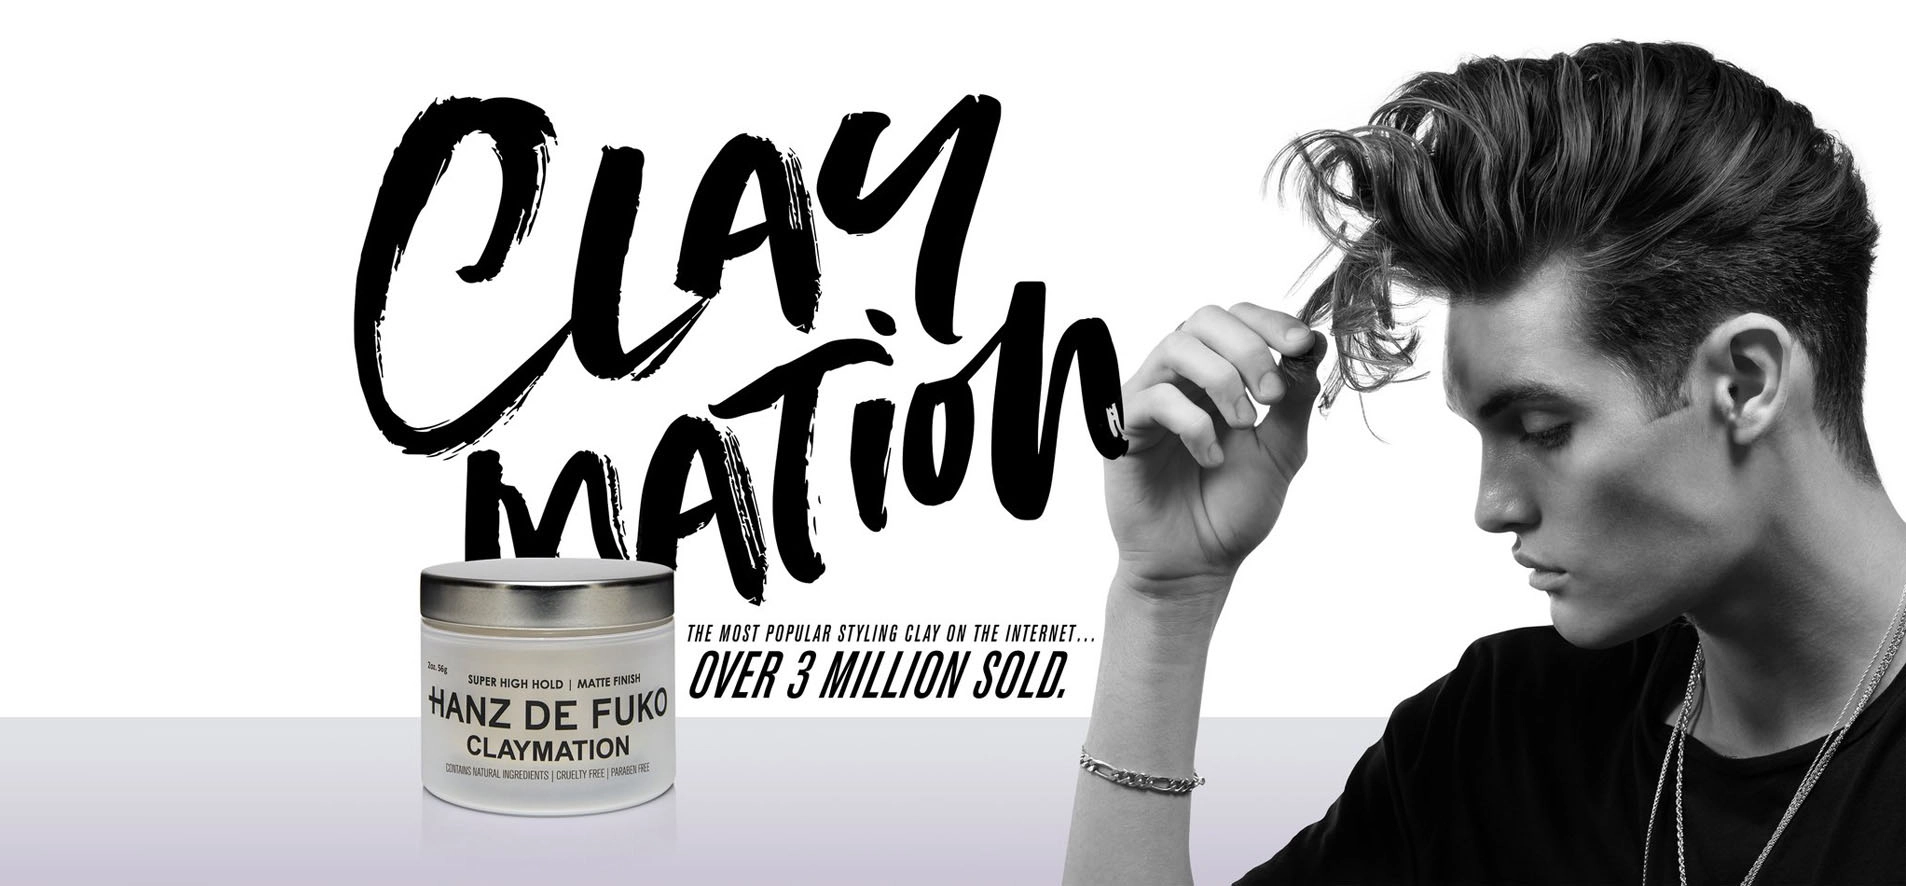 Clay
mation
THE MOST POPULAR STYLING CLAY ON THE INTERNET...
OVER 3 MILLION SOLD.
2oz. 56g
SUPER HIGH HOLD | MATTE FINISH
HANZ DE FUKO
CLAYMATION
CONTAINS NATURAL INGREDIENTS | CRUELTY FREE | PARABEN FREE